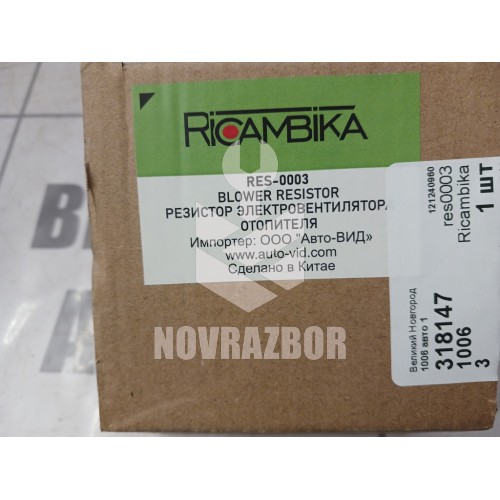 RICAMBIKA
RES-0003
BLOWER RESISTOR
РЕЗИСТОР ЭЛЕКТРОВЕНТИЛЯТОРА
ОТОПИТЕЛЯ
Импортер: ООО "Авто-ВИД»
www.auto-vid.com
Сделано в Китае
NOVRAZBOR
121240960
res0003
Ricambika
1 шт
Великий Новгород
1006 авто 1
318147
1006
3